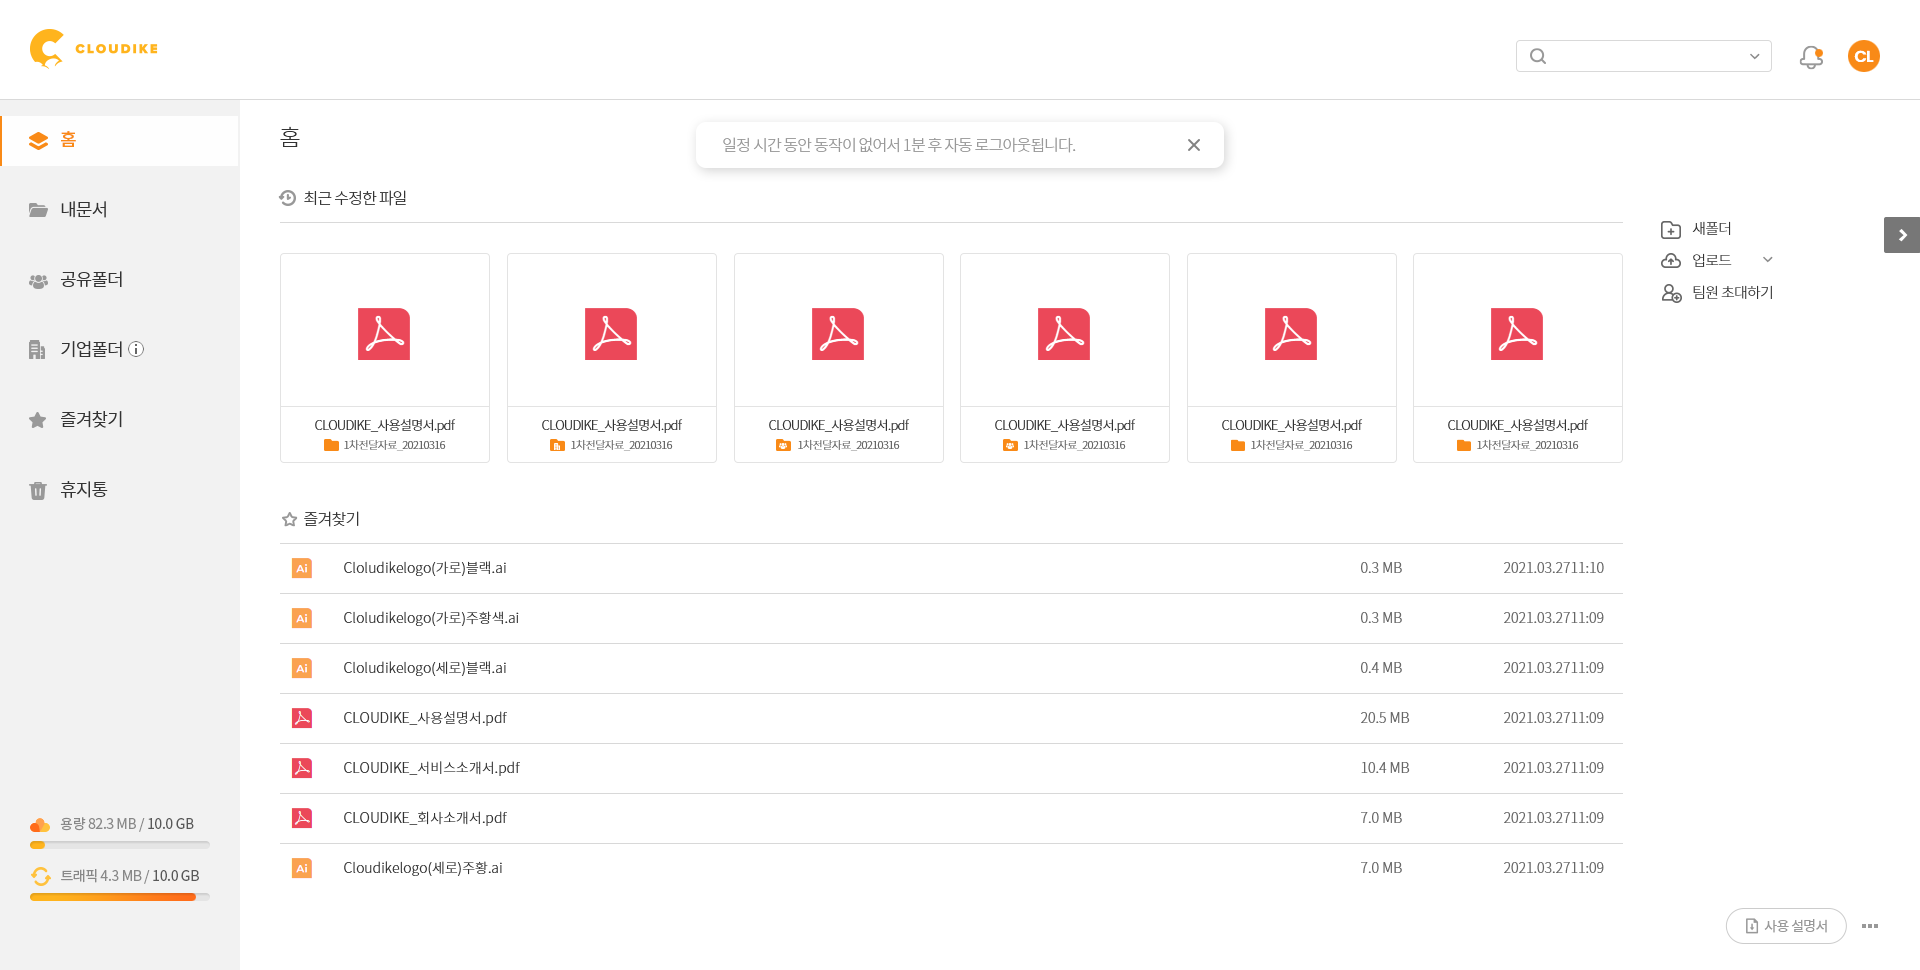 CLOUDIKE
CL
홈
내문서
공유폴더
기업폴더
즐겨찾기
휴지통
용량 82.3 MB / 10.0 GB
트래픽 4.3 MB / 10.0 GB
홈
일정 시간 동안 동작이 없어서 1분 후 자동 로그아웃됩니다.
최근 수정한 파일
CLOUDIKE_사용설명서.pdf
1차전달자료_20210316
CLOUDIKE_사용설명서.pdf
1차전달자료_20210316
CLOUDIKE_사용설명서.pdf
1차전달자료_20210316
CLOUDIKE_사용설명서.pdf
1차전달자료_20210316
CLOUDIKE_사용설명서.pdf
1차전달자료_20210316
CLOUDIKE_사용설명서.pdf
1차전달자료_20210316
새폴더
업로드
팀원 초대하기
즐겨찾기
Ai Cloludikelogo(가로)블랙.ai 0.3 MB 2021.03.2711:10
Ai Cloludikelogo(가로)주황색.ai 0.3 MB 2021.03.2711:09
Ai Cloludikelogo(세로)블랙.ai 0.4 MB 2021.03.2711:09
CLOUDIKE_사용설명서.pdf 20.5 MB 2021.03.2711:09
CLOUDIKE_서비스소개서.pdf 10.4 MB 2021.03.2711:09
CLOUDIKE_회사소개서.pdf 7.0 MB 2021.03.2711:09
Ai Cloudikelogo(세로)주황.ai 7.0 MB 2021.03.2711:09
사용 설명서